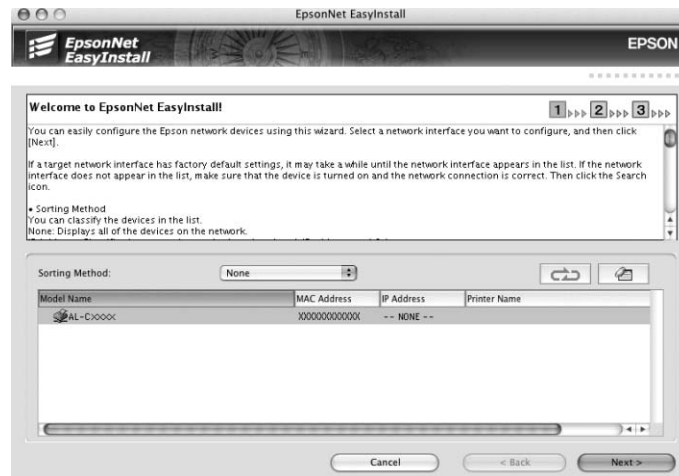 EpsonNet EasyInstall
EpsonNet
EasyInstall
EPSON
Welcome to EpsonNet EasyInstall!
1 2 3
You can easily configure the Epson network devices using this wizard. Select a network interface you want to configure, and then click
[Next].
If a target network interface has factory default settings, it may take a while until the network interface appears in the list. If the network
interface does not appear in the list, make sure that the device is turned on and the network connection is correct. Then click the Search
icon.
• Sorting Method
You can classify the devices in the list.
None: Displays all of the devices on the network.
Sorting Method: None
Model Name MAC Address IP Address Printer Name
AL-CXXXX XXXXXXXXXXXX -- NONE --
Cancel < Back Next >